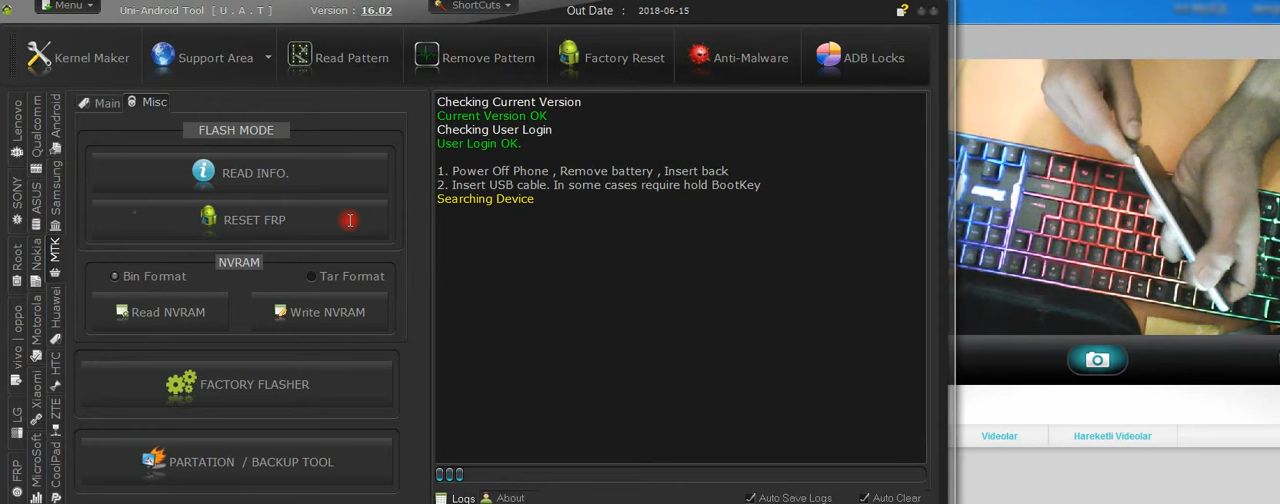 Menu
Uni-Android Tool [ U . A . T ]
Version : 16.02
ShortCuts
Out Date : 2018-06-15
Kernel Maker
Support Area
Read Pattern
Remove Pattern
Factory Reset
Anti-Malware
ADB Locks
Main
Misc
FLASH MODE
READ INFO.
RESET FRP
NVRAM
Bin Format
Tar Format
Read NVRAM
Write NVRAM
FACTORY FLASHER
PARTATION / BACKUP TOOL
Lenovo
SONY
Root
vivo | oppo
LG
FRP
Qualcomm
ASUS
Nokia
Motorola
Xiaomi
MicroSoft
Android
Samsung
MTK
Huawei
HTC
ZTE
CoolPad
Checking Current Version
Current Version OK
Checking User Login
User Login OK.
1. Power Off Phone , Remove battery , Insert back
2. Insert USB cable. In some cases require hold BootKey
Searching Device
Logs
About
Auto Save Logs
Auto Clear
Videolar
Hareketli Videolar